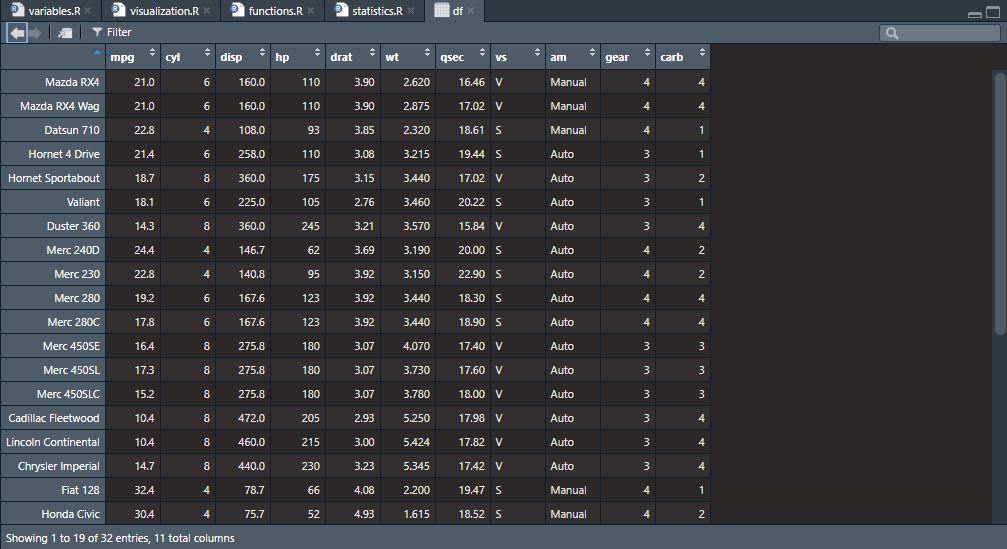 variables.R visualization.R functions.R statistics.R df
Filter
mpg cyl disp hp drat wt qsec vs am gear carb
Mazda RX4 21.0 6 160.0 110 3.90 2.620 16.46 V Manual 4 4
Mazda RX4 Wag 21.0 6 160.0 110 3.90 2.875 17.02 V Manual 4 4
Datsun 710 22.8 4 108.0 93 3.85 2.320 18.61 S Manual 4 1
Hornet 4 Drive 21.4 6 258.0 110 3.08 3.215 19.44 S Auto 3 1
Hornet Sportabout 18.7 8 360.0 175 3.15 3.440 17.02 V Auto 3 2
Valiant 18.1 6 225.0 105 2.76 3.460 20.22 S Auto 3 1
Duster 360 14.3 8 360.0 245 3.21 3.570 15.84 V Auto 3 4
Merc 240D 24.4 4 146.7 62 3.69 3.190 20.00 S Auto 4 2
Merc 230 22.8 4 140.8 95 3.92 3.150 22.90 S Auto 4 2
Merc 280 19.2 6 167.6 123 3.92 3.440 18.30 S Auto 4 4
Merc 280C 17.8 6 167.6 123 3.92 3.440 18.90 S Auto 4 4
Merc 450SE 16.4 8 275.8 180 3.07 4.070 17.40 V Auto 3 3
Merc 450SL 17.3 8 275.8 180 3.07 3.730 17.60 V Auto 3 3
Merc 450SLC 15.2 8 275.8 180 3.07 3.780 18.00 V Auto 3 3
Cadillac Fleetwood 10.4 8 472.0 205 2.93 5.250 17.98 V Auto 3 4
Lincoln Continental 10.4 8 460.0 215 3.00 5.424 17.82 V Auto 3 4
Chrysler Imperial 14.7 8 440.0 230 3.23 5.345 17.42 V Auto 3 4
Fiat 128 32.4 4 78.7 66 4.08 2.200 19.47 S Manual 4 1
Honda Civic 30.4 4 75.7 52 4.93 1.615 18.52 S Manual 4 2
Showing 1 to 19 of 32 entries, 11 total columns